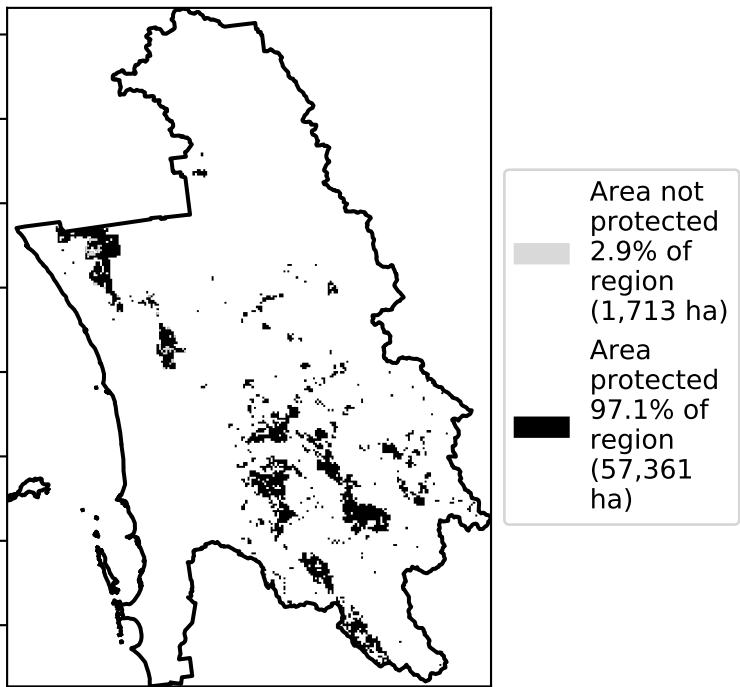 Area not
protected
2.9% of
region
(1,713 ha)
Area
protected
97.1% of
region
(57,361
ha)